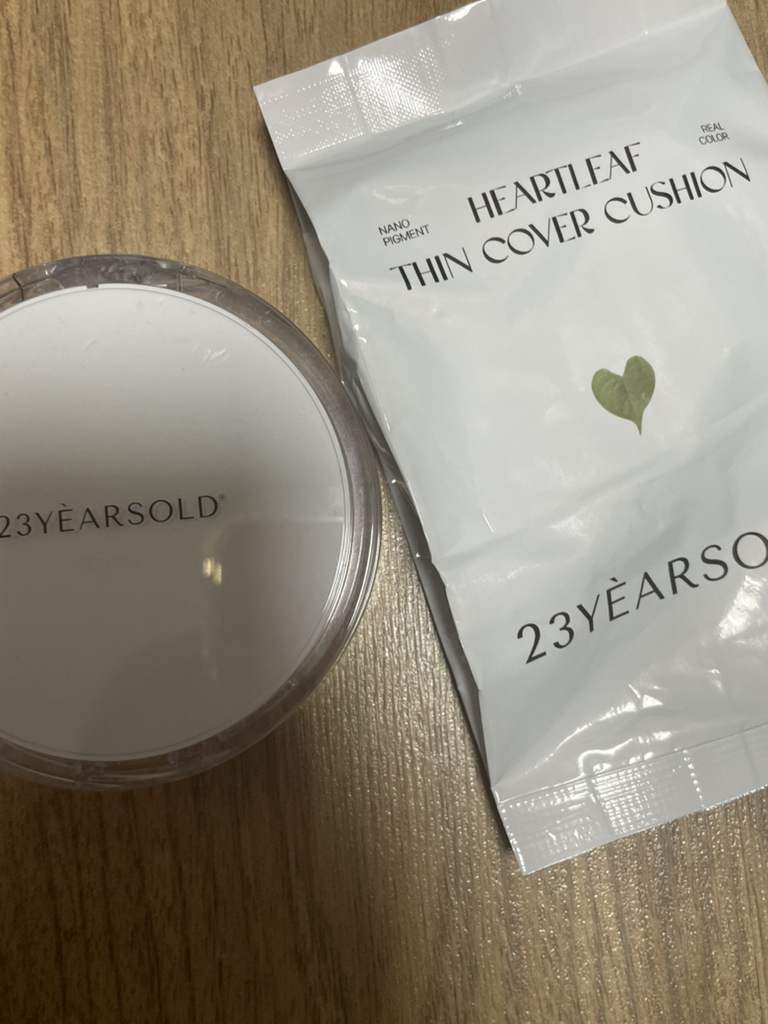 23YÈARSOLD®
NANO
PIGMENT
REAL
COLOR
HEARTLEAF
THIN COVER CUSHION
23YÈARSO